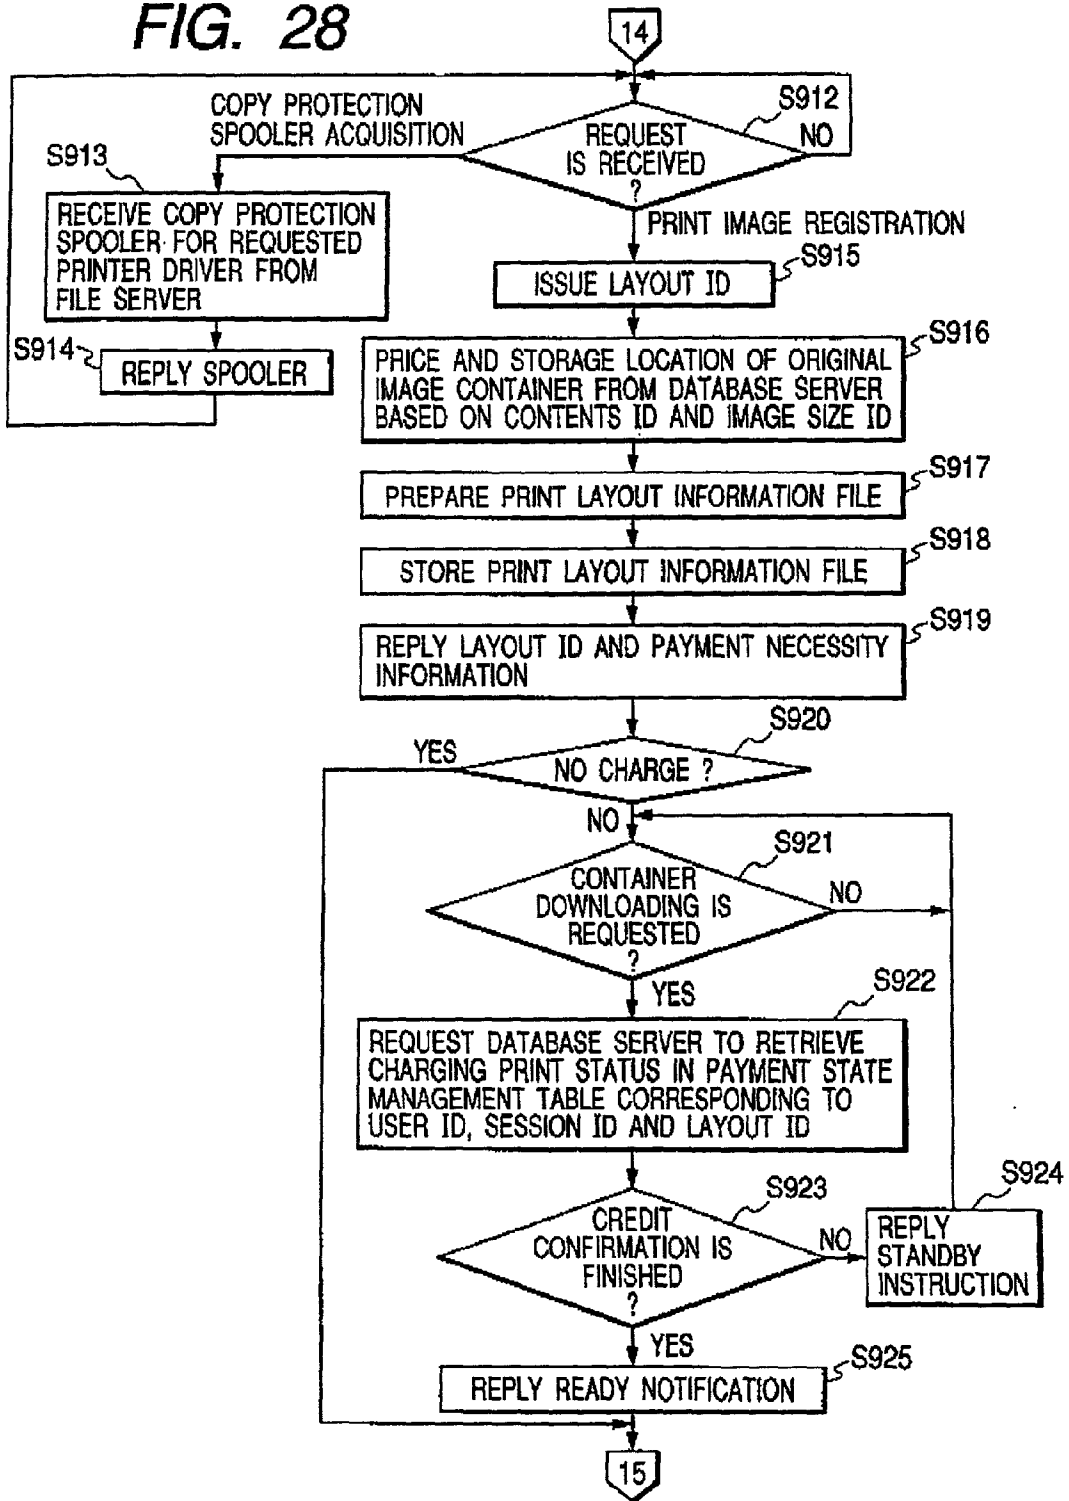 FIG. 28
14
S912
COPY PROTECTION
SPOOLER ACQUISITION
REQUEST
IS RECEIVED
?
NO
S913
RECEIVE COPY PROTECTION
SPOOLER FOR REQUESTED
PRINTER DRIVER FROM
FILE SERVER
PRINT IMAGE REGISTRATION
S915
ISSUE LAYOUT ID
S914
REPLY SPOOLER
S916
PRICE AND STORAGE LOCATION OF ORIGINAL
IMAGE CONTAINER FROM DATABASE SERVER
BASED ON CONTENTS ID AND IMAGE SIZE ID
S917
PREPARE PRINT LAYOUT INFORMATION FILE
S918
STORE PRINT LAYOUT INFORMATION FILE
S919
REPLY LAYOUT ID AND PAYMENT NECESSITY
INFORMATION
S920
YES
NO CHARGE ?
NO
S921
CONTAINER
DOWNLOADING IS
REQUESTED
?
NO
YES
S922
REQUEST DATABASE SERVER TO RETRIEVE
CHARGING PRINT STATUS IN PAYMENT STATE
MANAGEMENT TABLE CORRESPONDING TO
USER ID, SESSION ID AND LAYOUT ID
S923
CREDIT
CONFIRMATION IS
FINISHED
?
NO
S924
REPLY
STANDBY
INSTRUCTION
YES
S925
REPLY READY NOTIFICATION
15